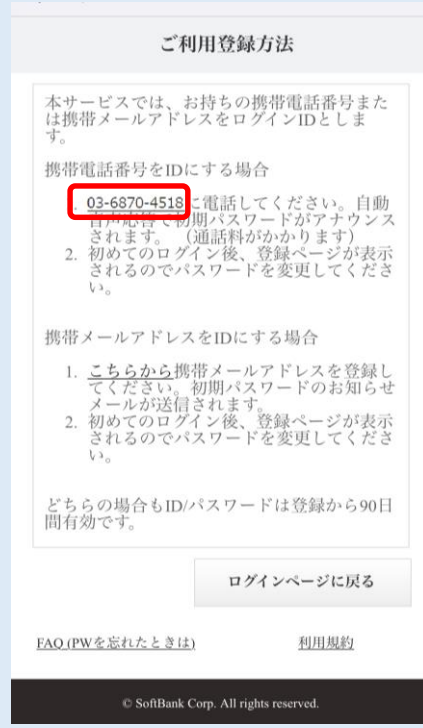 ご利用登録方法
本サービスでは、お持ちの携帯電話番号また
は携帯メールアドレスをログインIDとしま
す。
携帯電話番号をIDにする場合
03-6870-4518に電話してください。自動
音声応答で初期パスワードがアナウンス
されます。（通話料がかかります）
2. 初めてのログイン後、登録ページが表示
されるのでパスワードを変更してくださ
い。
携帯メールアドレスをIDにする場合
1. こちらから携帯メールアドレスを登録し
てください。初期パスワードのお知らせ
メールが送信されます。
2. 初めてのログイン後、登録ページが表示
されるのでパスワードを変更してくださ
い。
どちらの場合もID/パスワードは登録から90日
間有効です。
ログインページに戻る
FAQ (PWを忘れたときは) 利用規約
© SoftBank Corp. All rights reserved.